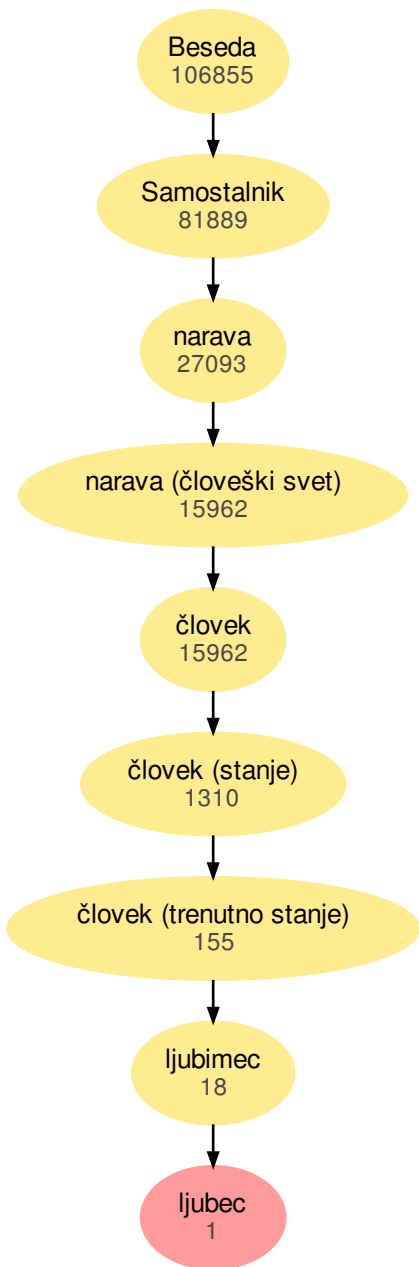 Beseda
106855
Samostalnik
81889
narava
27093
narava (človeški svet)
15962
človek
15962
človek (stanje)
1310
človek (trenutno stanje)
155
ljubimec
18
ljubec
1